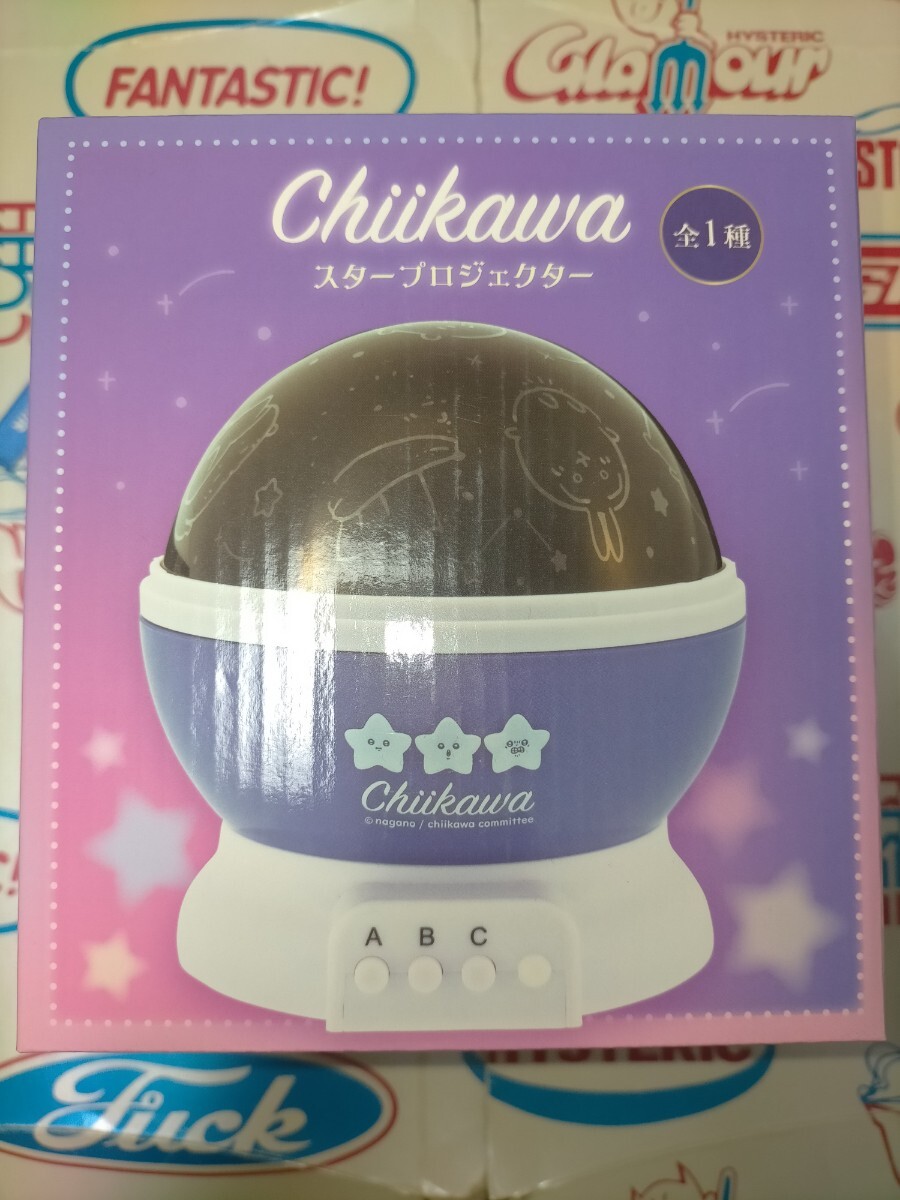 FANTASTIC!
HYSTERIC
Glamour
Chiikawa
全1種
スタープロジェクター
Chiikawa
© nagano / chiikawa committee
A B C
HYSTERIC
Fuck